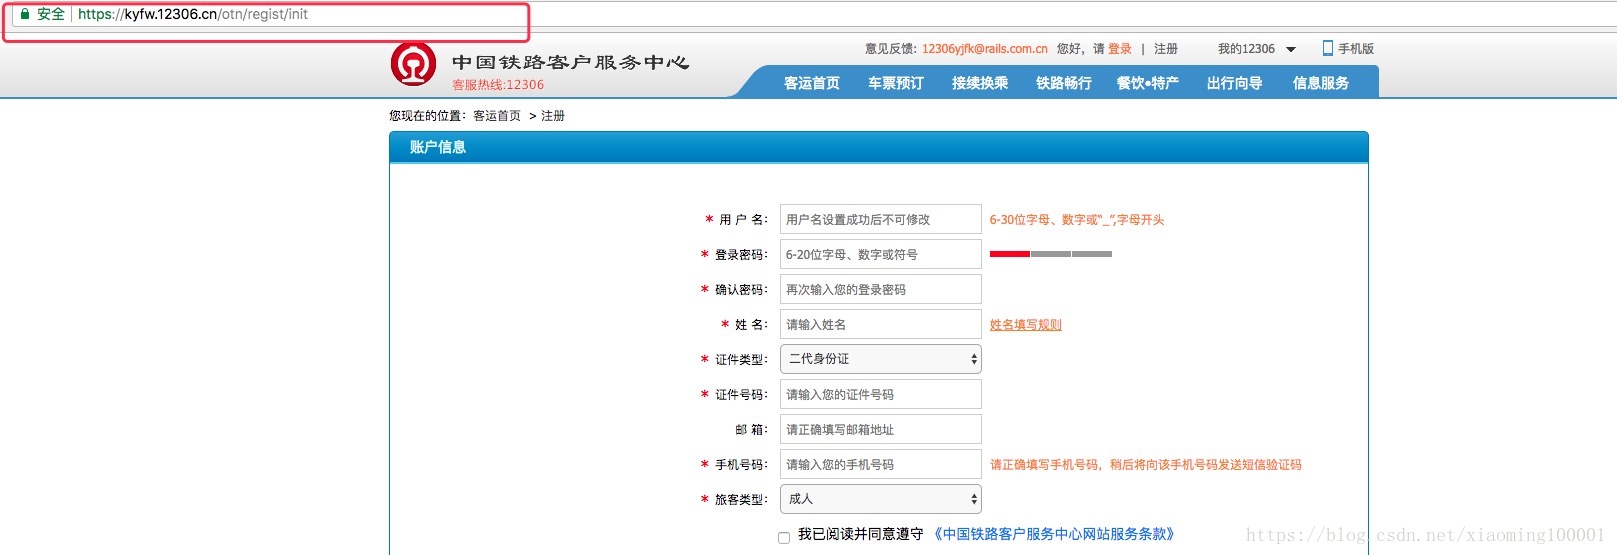 安全 | https://kyfw.12306.cn/otn/regist/init
意见反馈: 12306yjfk@rails.com.cn 您好，请 登录 | 注册 我的12306 手机版
中国铁路客户服务中心
客服热线:12306
客运首页 车票预订 接续换乘 铁路畅行 餐饮•特产 出行向导 信息服务
您现在的位置：客运首页 > 注册
账户信息
* 用 户 名： 用户名设置成功后不可修改 6-30位字母、数字或“_”,字母开头
* 登录密码： 6-20位字母、数字或符号
* 确认密码： 再次输入您的登录密码
* 姓 名： 请输入姓名 姓名填写规则
* 证件类型： 二代身份证
* 证件号码： 请输入您的证件号码
邮 箱： 请正确填写邮箱地址
* 手机号码： 请输入您的手机号码 请正确填写手机号码，稍后将向该手机号码发送短信验证码
* 旅客类型： 成人
我已阅读并同意遵守 《中国铁路客户服务中心网站服务条款》
https://blog.csdn.net/xiaoming100001